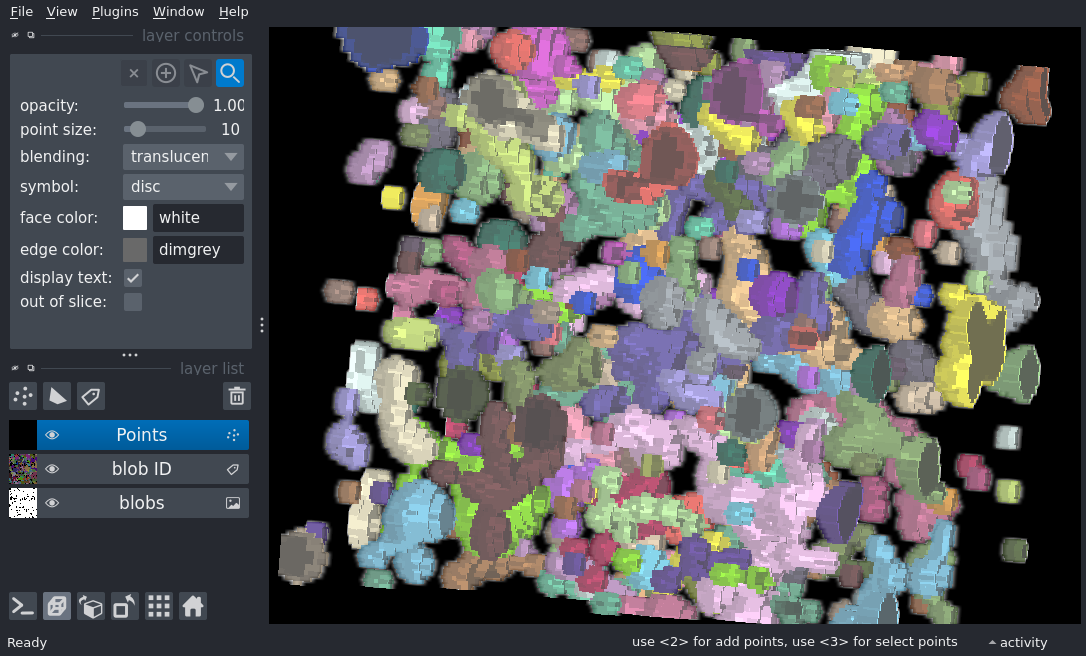 File View Plugins Window Help
layer controls
opacity: 1.00
point size: 10
blending: translucen
symbol: disc
face color: white
edge color: dimgrey
display text:
out of slice:
layer list
Points
blob ID
blobs
Ready
use <2> for add points, use <3> for select points
activity